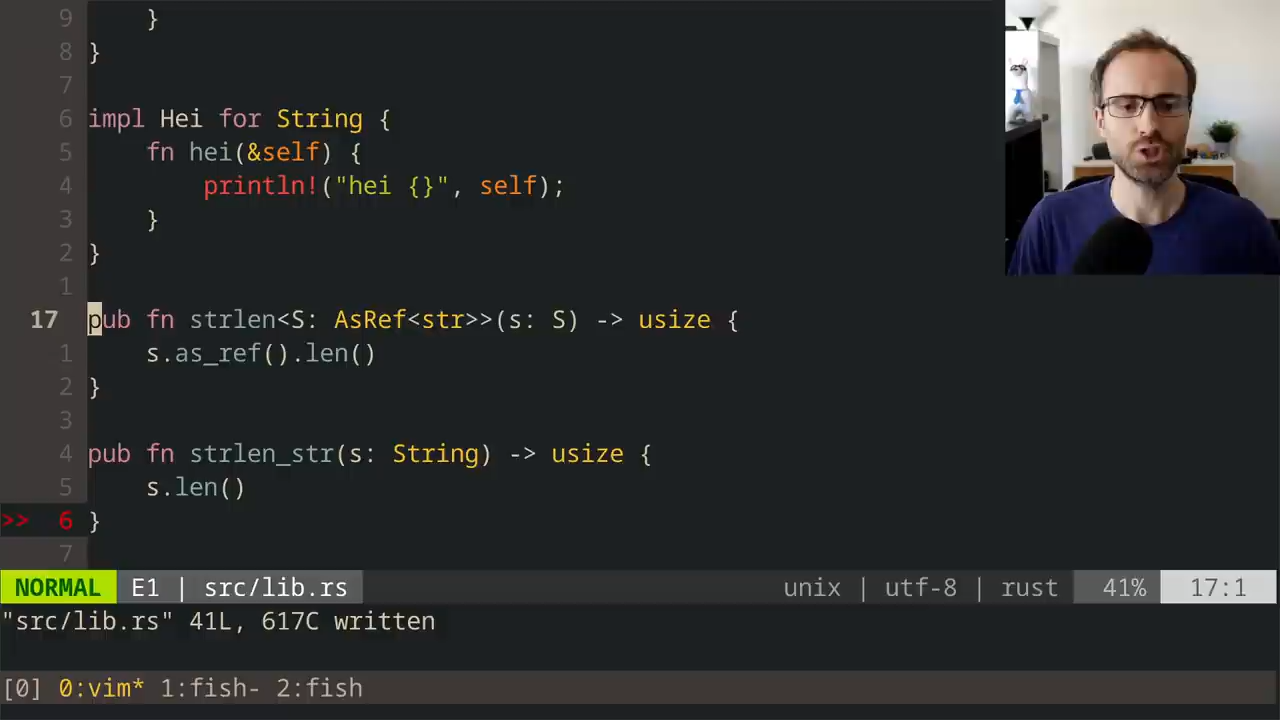 9 }
8 }
7
6 impl Hei for String {
5 fn hei(&self) {
4 println!("hei {}", self);
3 }
2 }
1
17 pub fn strlen<S: AsRef<str>>(s: S) -> usize {
1 s.as_ref().len()
2 }
3
4 pub fn strlen_str(s: String) -> usize {
5 s.len()
>> 6 }
7
NORMAL E1 | src/lib.rs unix | utf-8 | rust 41% 17:1
"src/lib.rs" 41L, 617C written
[0] 0:vim* 1:fish- 2:fish